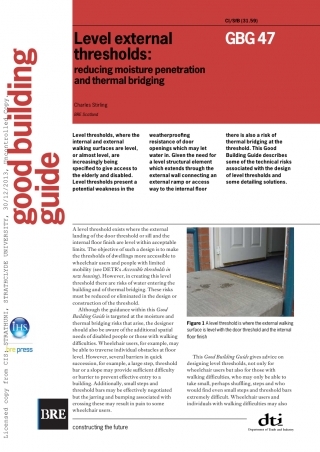 CI/SfB (31.59)
Level external
thresholds:
reducing moisture penetration
and thermal bridging
GBG 47
Charles Stirling
BRE Scotland
good building
guide
Licensed copy from CIS: STRATHUNI, STRATHCLYDE UNIVERSITY, 30/12/2013, Uncontrolled Copy.
Level thresholds, where the
internal and external
walking surfaces are level,
or almost level, are
increasingly being
specified to give access to
the elderly and disabled.
Level thresholds present a
potential weakness in the
weatherproofing
resistance of door
openings which may let
water in. Given the need for
a level structural element
which extends through the
external wall connecting an
external ramp or access
way to the internal floor
there is also a risk of
thermal bridging at the
threshold. This Good
Building Guide describes
some of the technical risks
associated with the design
of level thresholds and
some detailing solutions.
A level threshold exists where the external
landing of the door threshold or sill and the
internal floor finish are level within acceptable
limits. The objective of such a design is to make
the thresholds of dwellings more accessible to
wheelchair users and people with limited
mobility (see DETR's Accessible thresholds in
new housing). However, in creating this level
threshold there are risks of water entering the
building and of thermal bridging. These risks
must be reduced or eliminated in the design or
construction of the threshold.
Although the guidance within this Good
Building Guide is targeted at the moisture and
thermal bridging risks that arise, the designer
should also be aware of the additional spatial
needs of disabled people or those with walking
difficulties. Wheelchair users, for example, may
be able to traverse individual obstacles at floor
level. However, several barriers in quick
succession, for example, a large step, threshold
bar or a slope may provide sufficient difficulty
or barrier to prevent effective entry to a
building. Additionally, small steps and
threshold bars may be effectively negotiated
but the jarring and bumping associated with
crossing these may result in pain to some
wheelchair users.
Figure 1 A level threshold is where the external walking
surface is level with the door threshold and the internal
floor finish
This Good Building Guide gives advice on
designing level thresholds, not only for
wheelchair users but also for those with
walking difficulties, who may only be able to
take small, perhaps shuffling, steps and who
would find even small steps and threshold bars
extremely difficult. Wheelchair users and
individuals with walking difficulties may also
IHS
BRE press
BRE
constructing the future
dti
Department of Trade and Industry